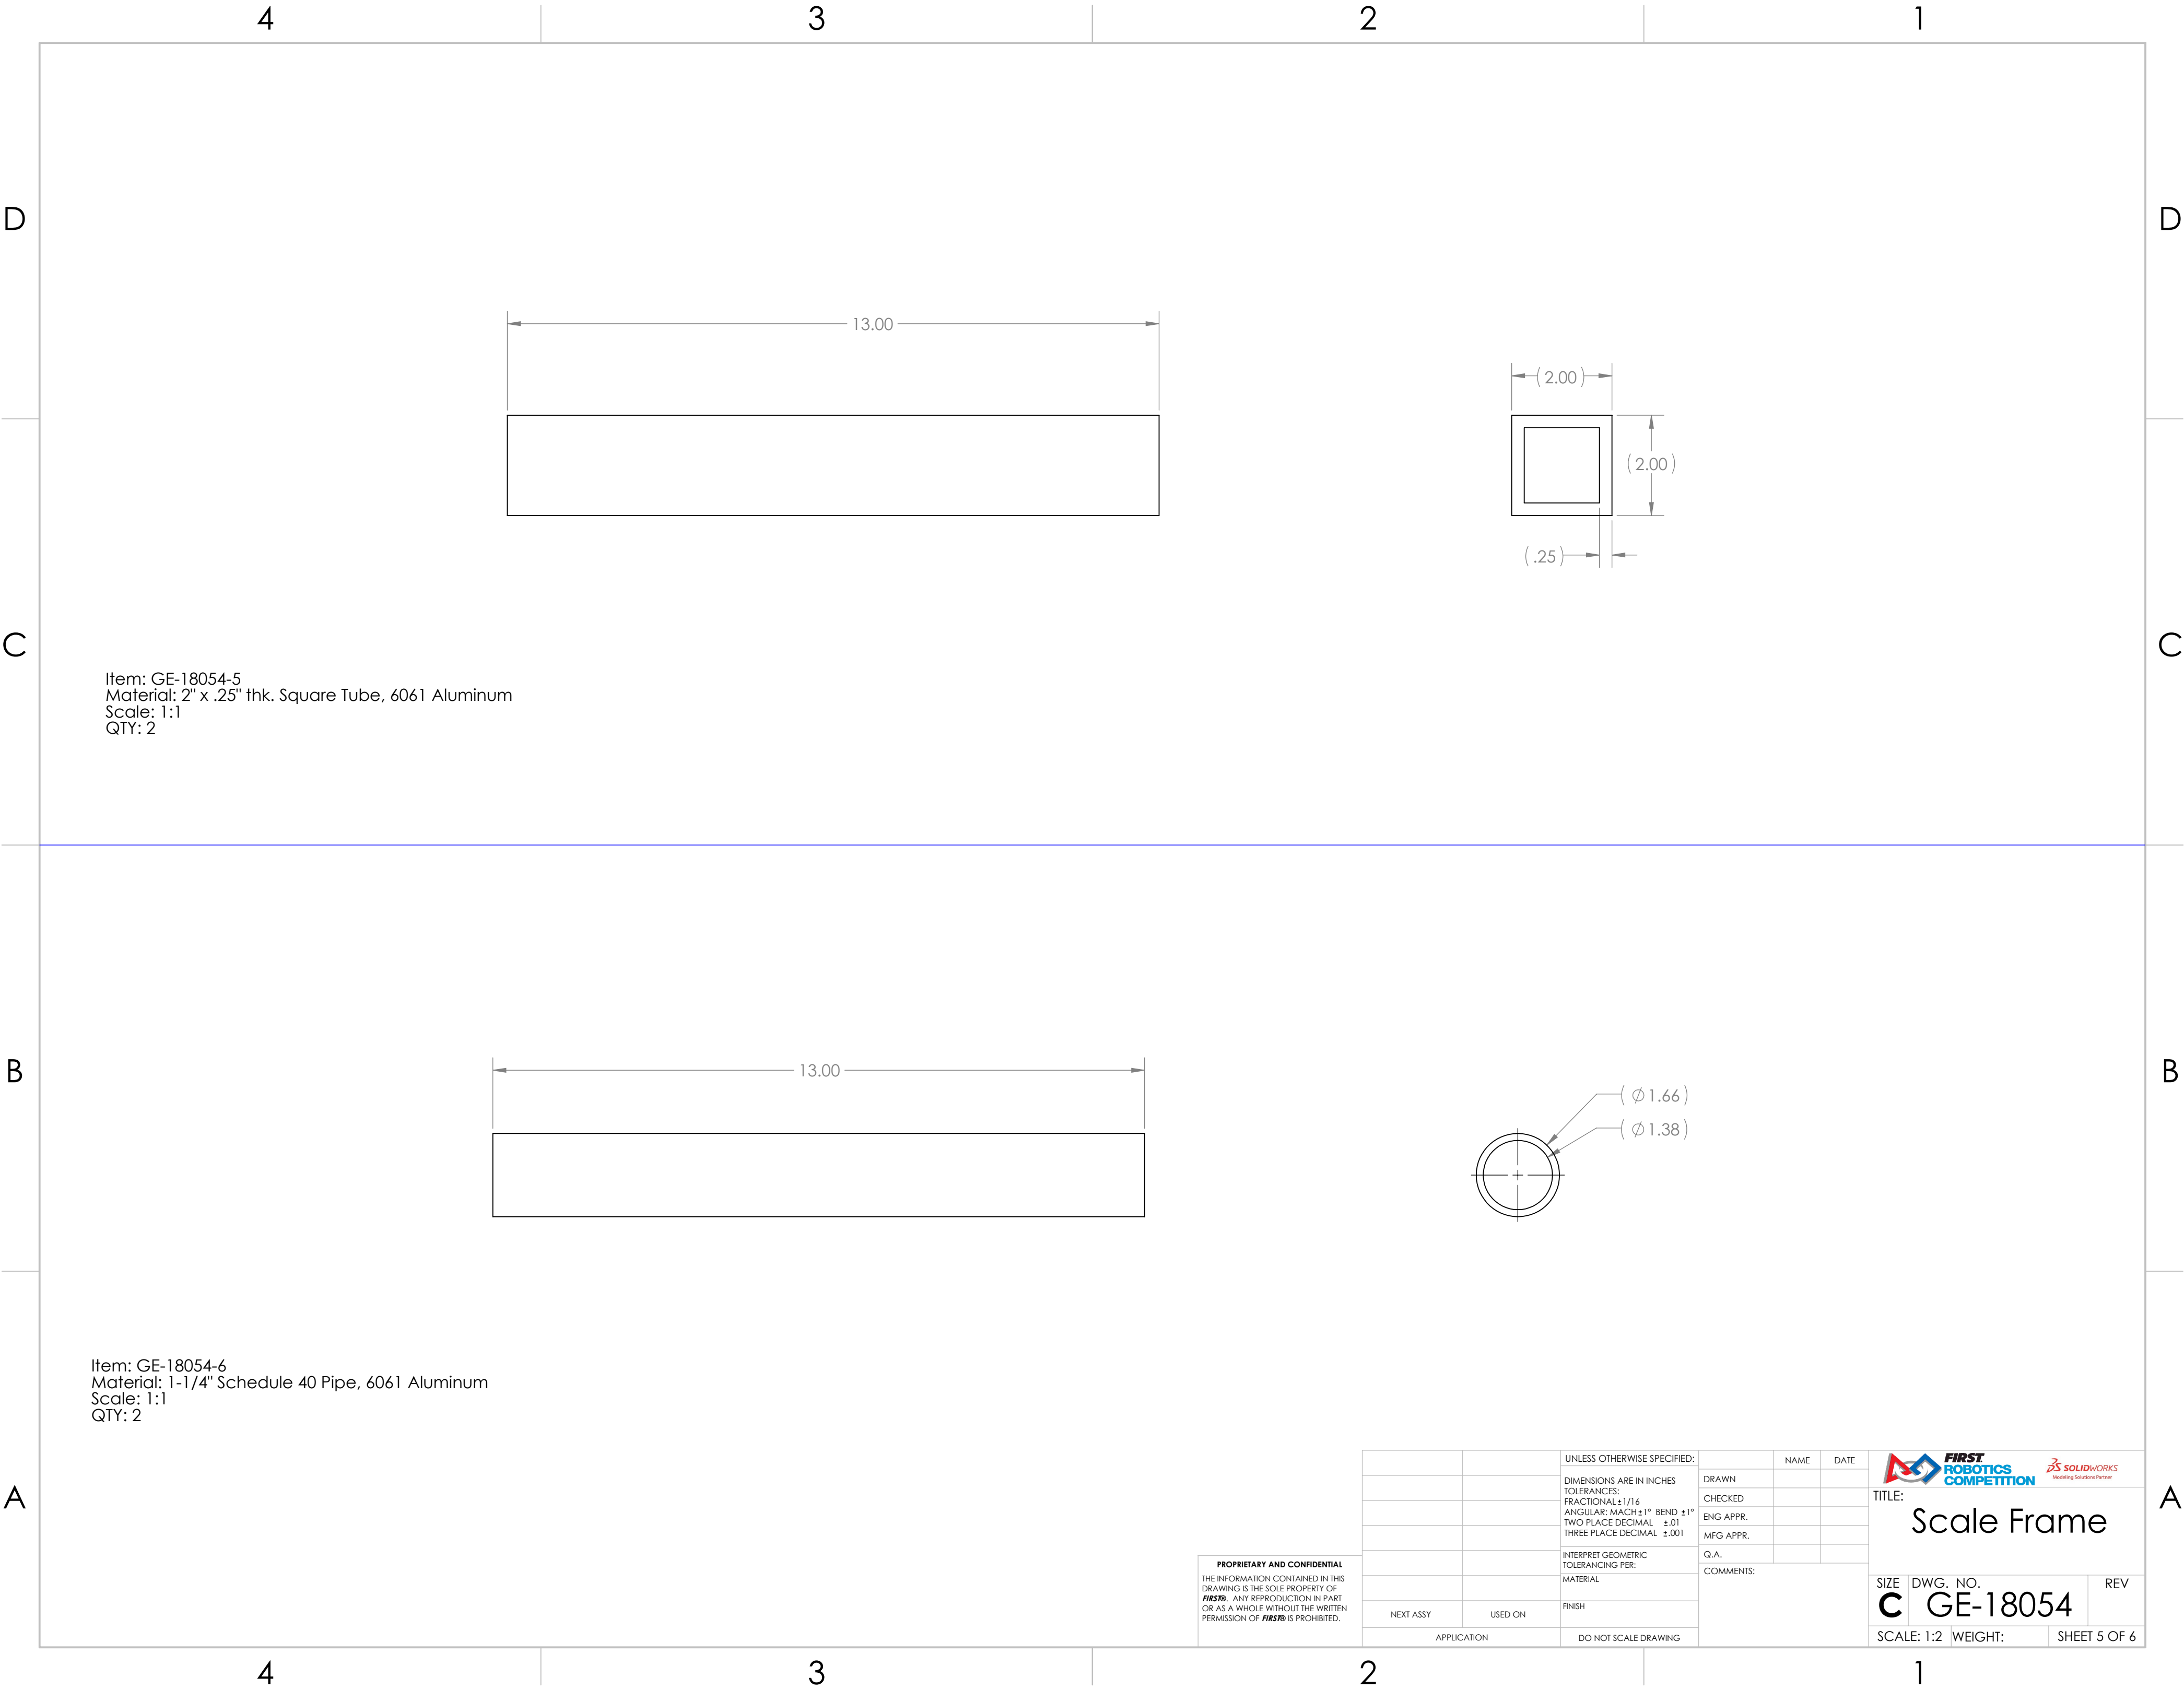 4 3 2 1
D D
13.00
( 2.00 )
( 2.00 )
( .25 )
C C
Item: GE-18054-5
Material: 2" x .25" thk. Square Tube, 6061 Aluminum
Scale: 1:1
QTY: 2
B B
13.00
( ∅ 1.66 )
( ∅ 1.38 )
Item: GE-18054-6
Material: 1-1/4" Schedule 40 Pipe, 6061 Aluminum
Scale: 1:1
QTY: 2
A A
PROPRIETARY AND CONFIDENTIAL
THE INFORMATION CONTAINED IN THIS
DRAWING IS THE SOLE PROPERTY OF
FIRST®. ANY REPRODUCTION IN PART
OR AS A WHOLE WITHOUT THE WRITTEN
PERMISSION OF FIRST® IS PROHIBITED.
NEXT ASSY USED ON
APPLICATION
UNLESS OTHERWISE SPECIFIED:
DIMENSIONS ARE IN INCHES
TOLERANCES:
FRACTIONAL ±1/16
ANGULAR: MACH ±1° BEND ±1°
TWO PLACE DECIMAL ±.01
THREE PLACE DECIMAL ±.001
INTERPRET GEOMETRIC
TOLERANCING PER:
MATERIAL
FINISH
DO NOT SCALE DRAWING
NAME DATE
DRAWN
CHECKED
ENG APPR.
MFG APPR.
Q.A.
COMMENTS:
FIRST®
ROBOTICS
COMPETITION
SOLIDWORKS
Modeling Solutions Partner
TITLE:
Scale Frame
SIZE DWG. NO. REV
C GE-18054
SCALE: 1:2 WEIGHT: SHEET 5 OF 6
4 3 2 1